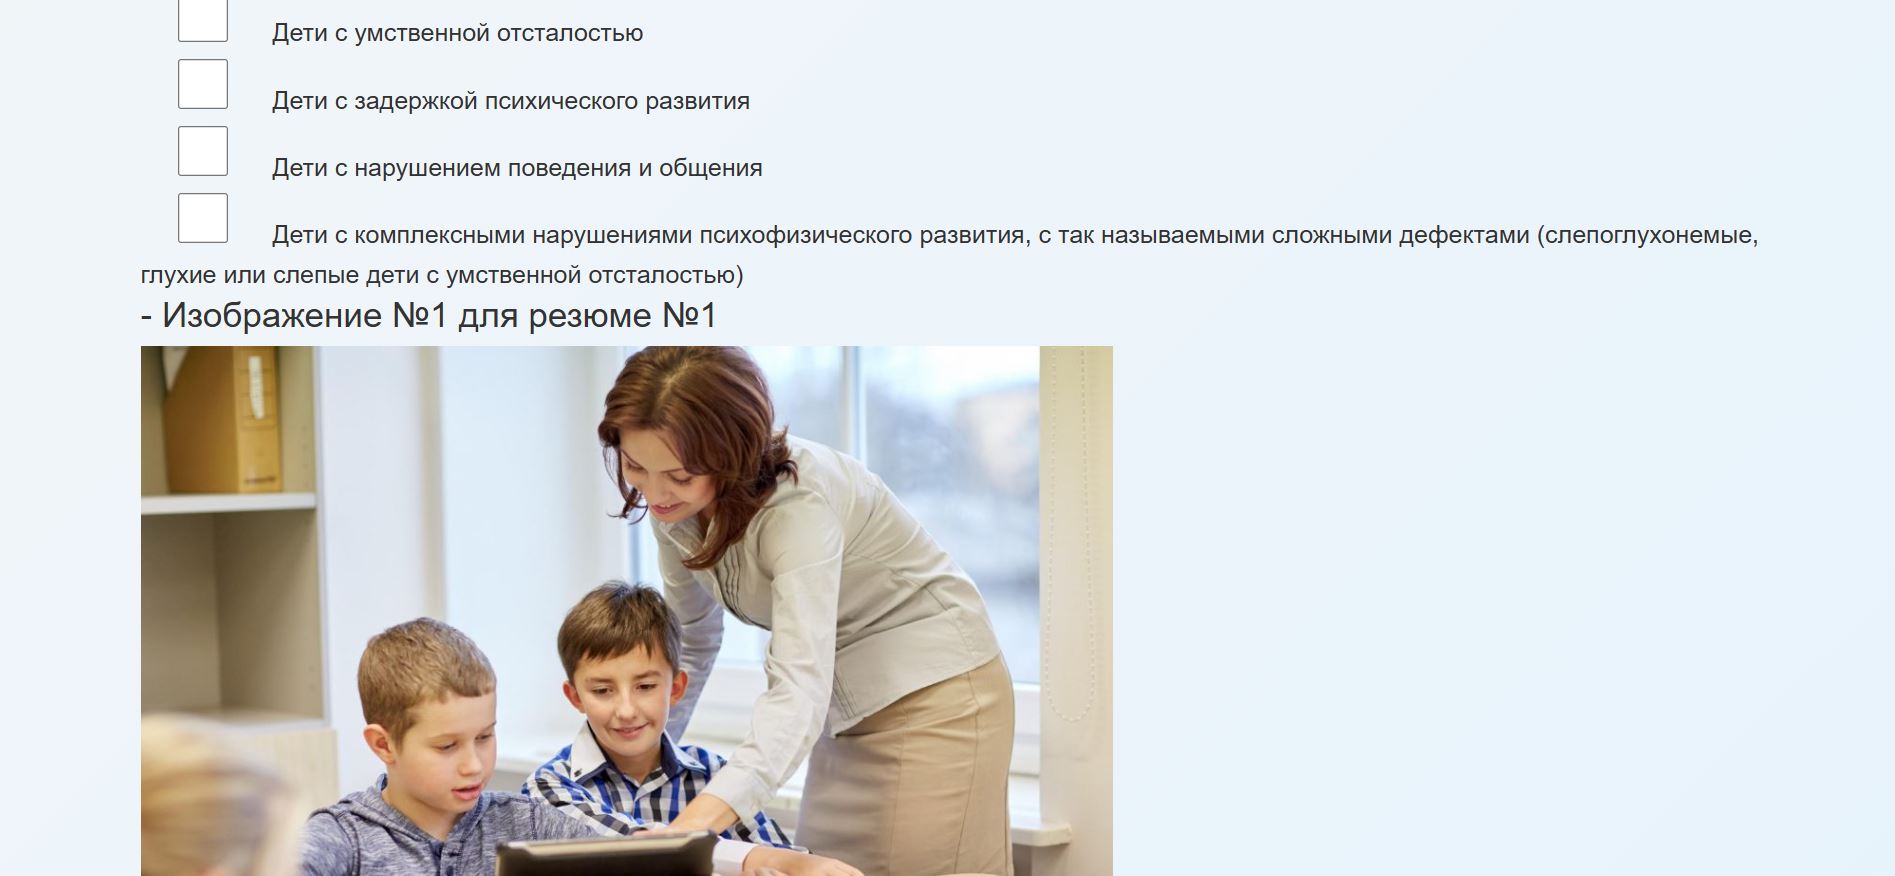 Дети с умственной отсталостью
Дети с задержкой психического развития
Дети с нарушением поведения и общения
Дети с комплексными нарушениями психофизического развития, с так называемыми сложными дефектами (слепоглухонемые,
глухие или слепые дети с умственной отсталостью)
- Изображение №1 для резюме №1